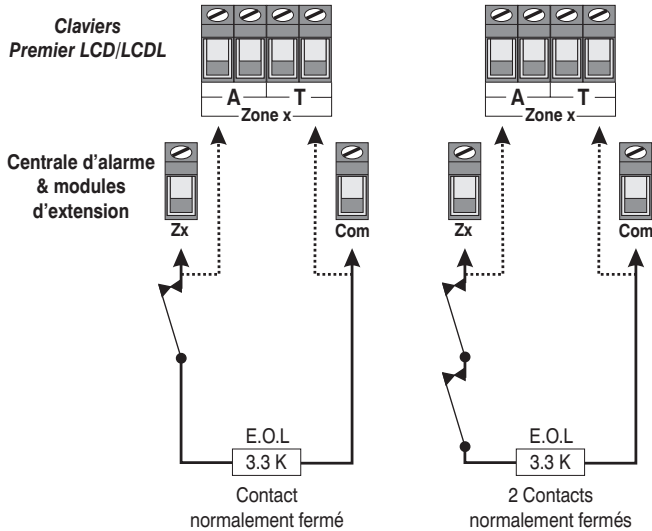 Claviers
Premier LCD/LCDL
A T
Zone x
A T
Zone x
Centrale d'alarme
& modules
d'extension
Zx
Com
Zx
Com
E.O.L
3.3 K
E.O.L
3.3 K
Contact
normalement fermé
2 Contacts
normalement fermés